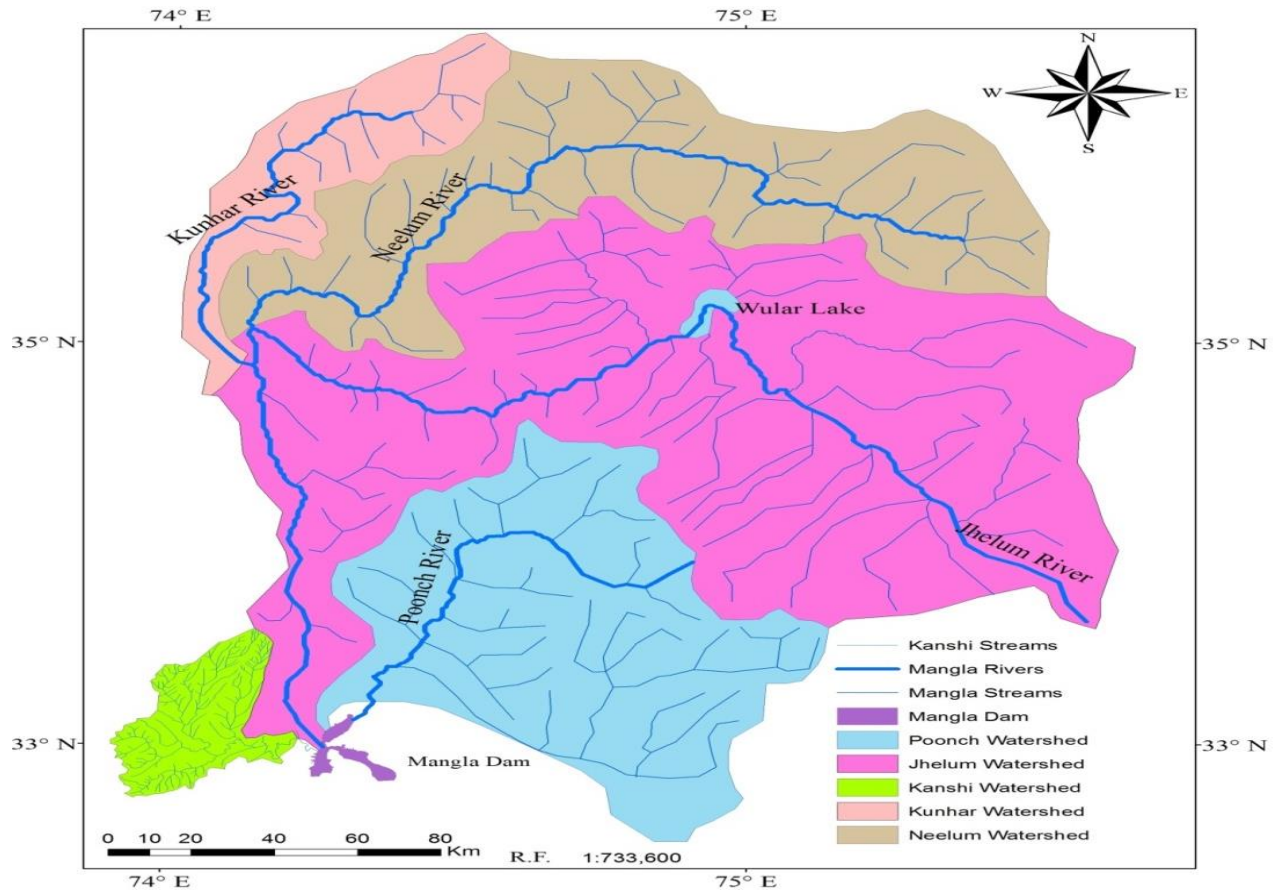 74° E
75° E
N
W
E
S
Kunhar River
Neelum River
Wular Lake
35° N
35° N
Poonch River
Jhelum River
Kanshi Streams
Mangla Rivers
Mangla Streams
Mangla Dam
Poonch Watershed
Jhelum Watershed
Kanshi Watershed
Kunhar Watershed
Neelum Watershed
33° N
33° N
Mangla Dam
0 10 20 40 60 80
Km
R.F. 1:733,600
74° E
75° E